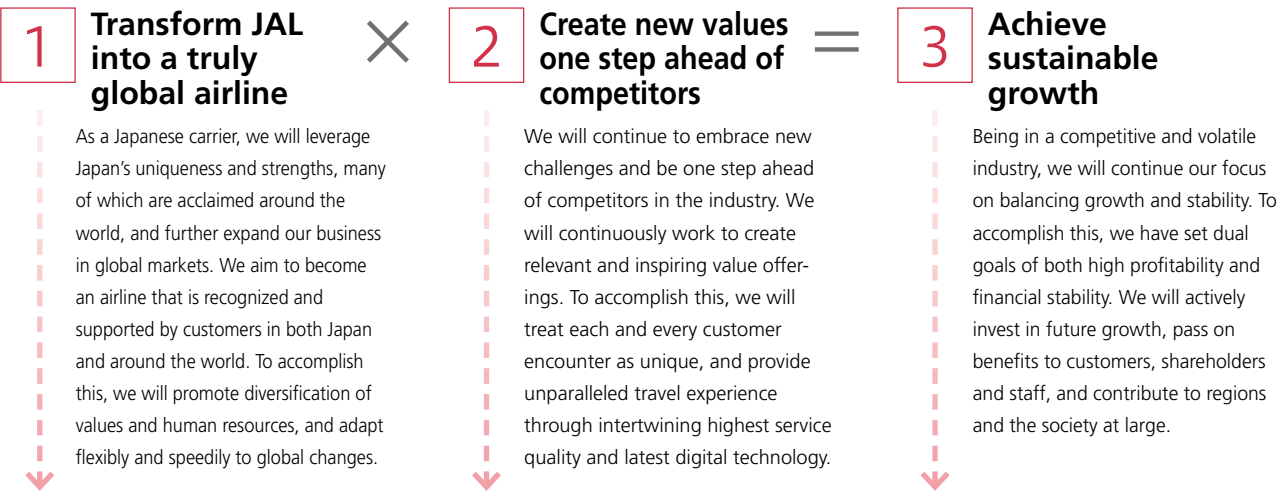 1
Transform JAL
into a truly
global airline
As a Japanese carrier, we will leverage
Japan’s uniqueness and strengths, many
of which are acclaimed around the
world, and further expand our business
in global markets. We aim to become
an airline that is recognized and
supported by customers in both Japan
and around the world. To accomplish
this, we will promote diversification of
values and human resources, and adapt
flexibly and speedily to global changes.
×
2
Create new values
one step ahead of
competitors
We will continue to embrace new
challenges and be one step ahead
of competitors in the industry. We
will continuously work to create
relevant and inspiring value offer-
ings. To accomplish this, we will
treat each and every customer
encounter as unique, and provide
unparalleled travel experience
through intertwining highest service
quality and latest digital technology.
=
3
Achieve
sustainable
growth
Being in a competitive and volatile
industry, we will continue our focus
on balancing growth and stability. To
accomplish this, we have set dual
goals of both high profitability and
financial stability. We will actively
invest in future growth, pass on
benefits to customers, shareholders
and staff, and contribute to regions
and the society at large.